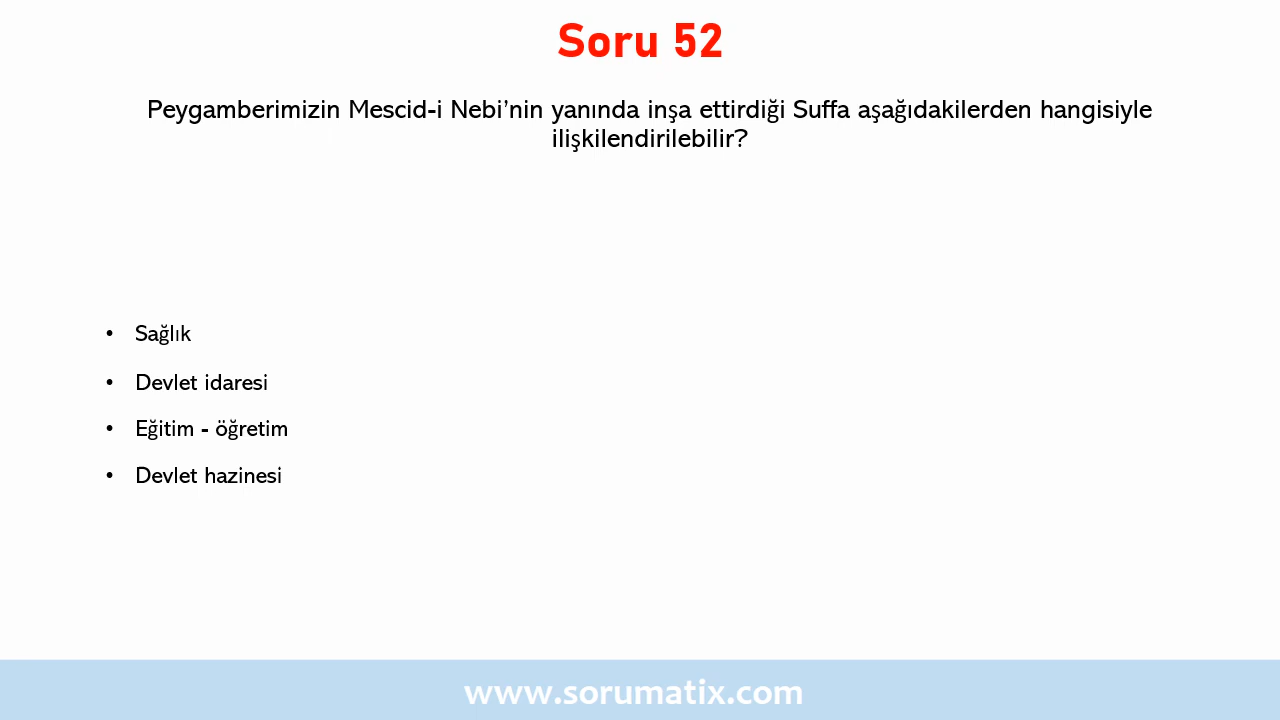 Soru 52
Peygamberimizin Mescid-i Nebi’nin yanında inşa ettirdiği Suffa aşağıdakilerden hangisiyle
ilişkilendirilebilir?
• Sağlık
• Devlet idaresi
• Eğitim - öğretim
• Devlet hazinesi
www.sorumatix.com